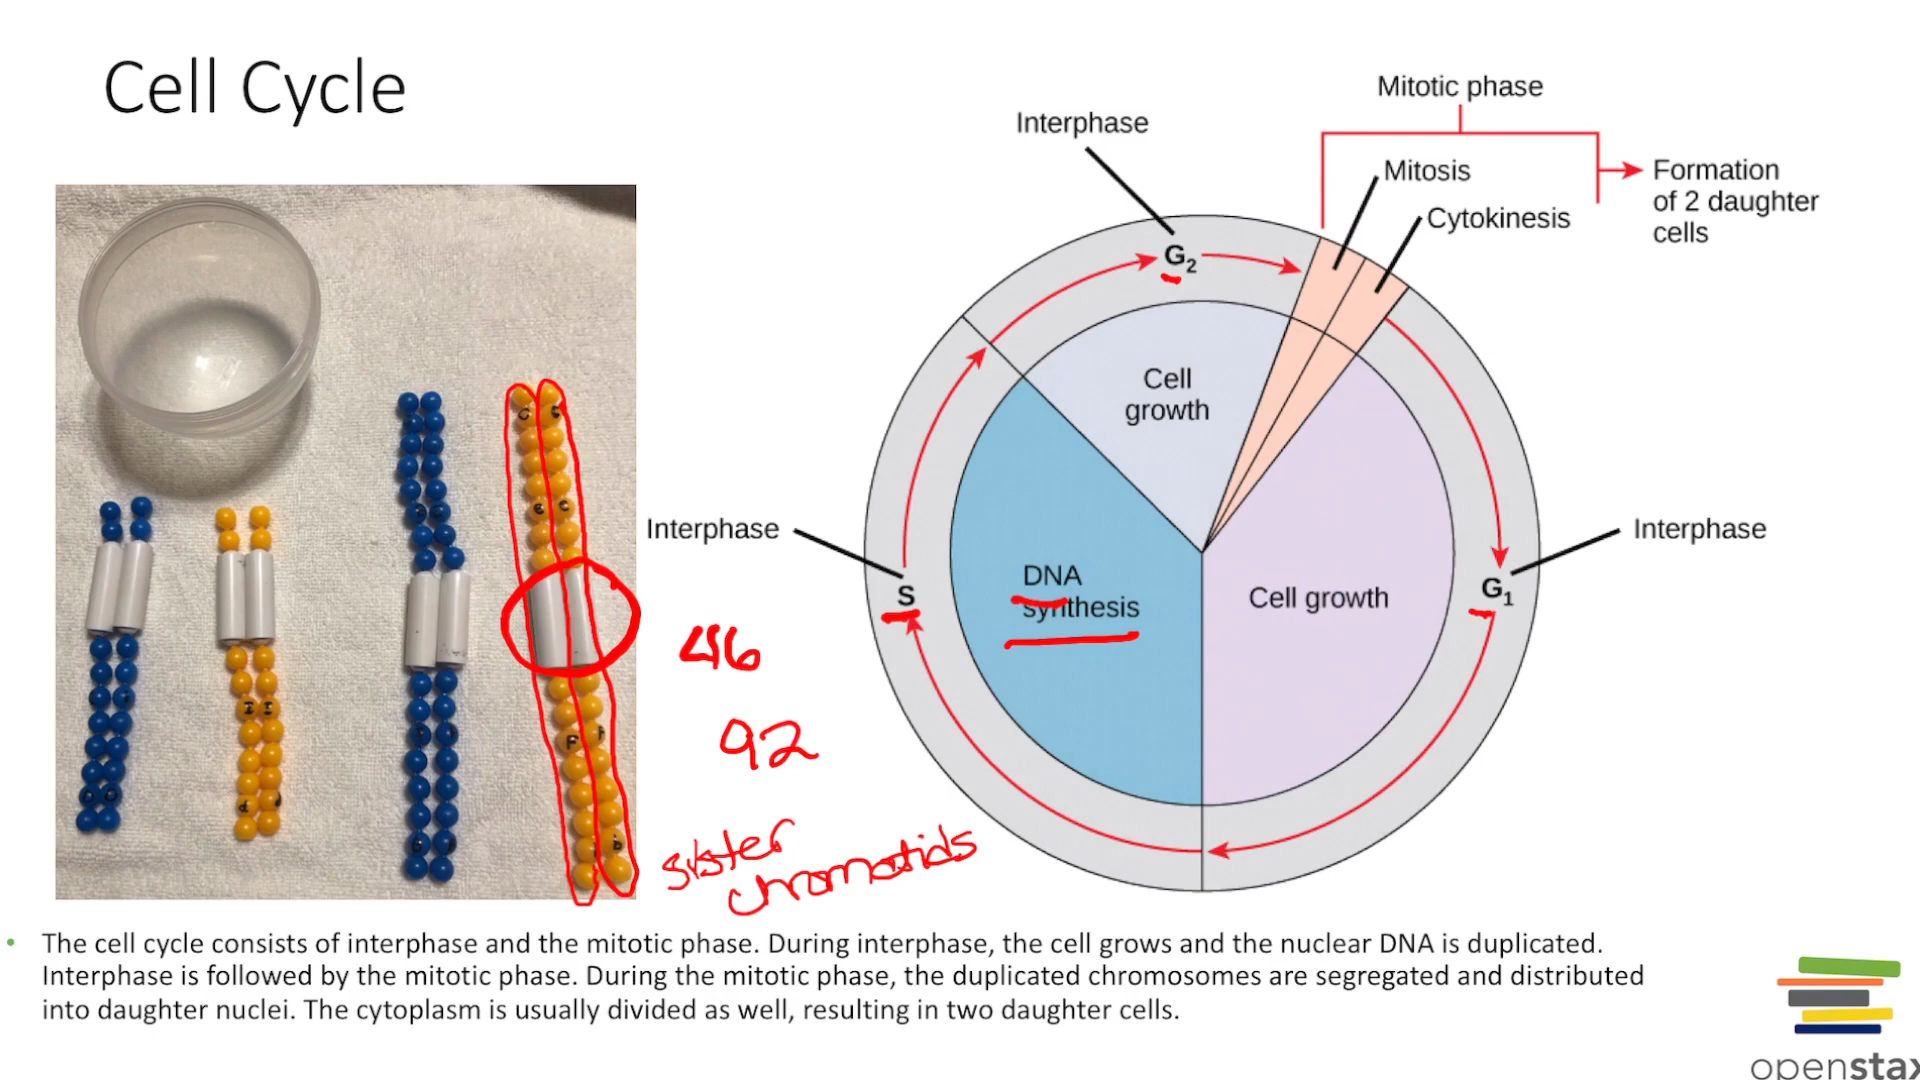 Cell Cycle
Mitotic phase
Interphase
Mitosis
Formation
of 2 daughter
cells
Cytokinesis
G2
Cell
growth
Interphase
Interphase
S
DNA
synthesis
Cell growth
G1
46
92
sister
chromatids
• The cell cycle consists of interphase and the mitotic phase. During interphase, the cell grows and the nuclear DNA is duplicated.
Interphase is followed by the mitotic phase. During the mitotic phase, the duplicated chromosomes are segregated and distributed
into daughter nuclei. The cytoplasm is usually divided as well, resulting in two daughter cells.
openstax